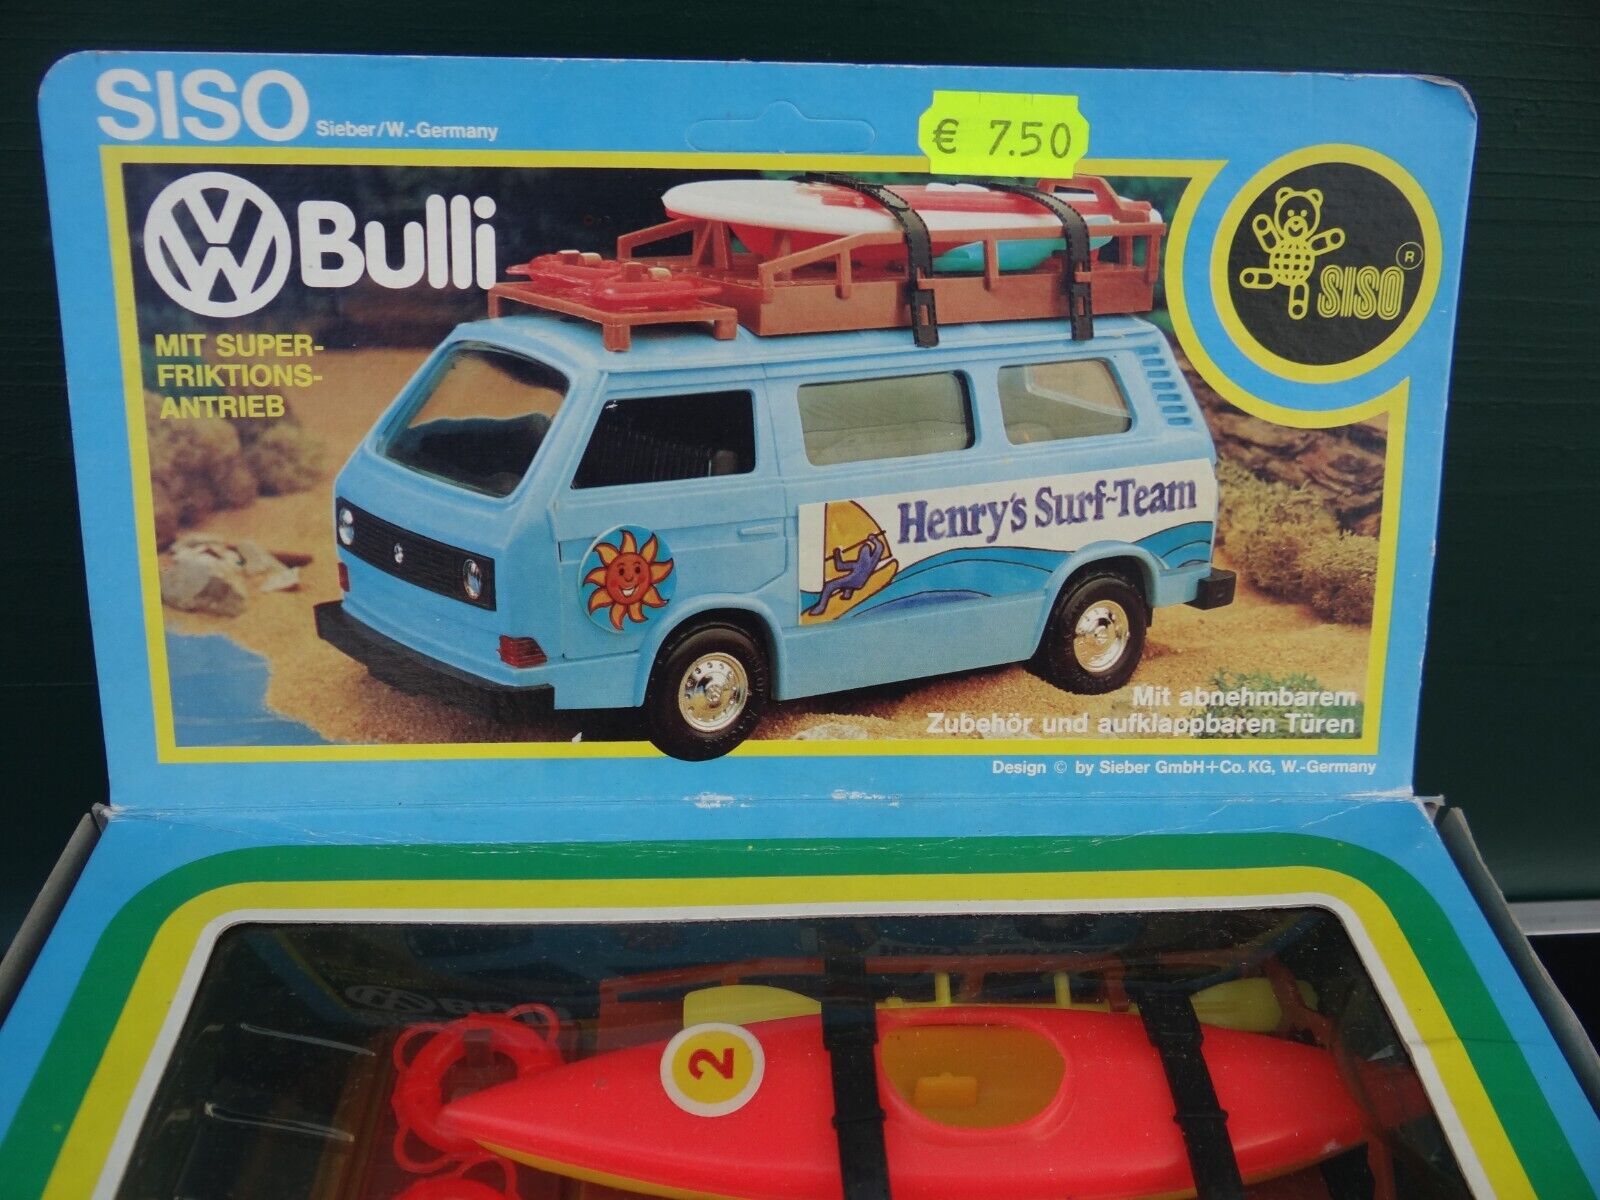 SISO Sieber/W.-Germany
€ 7.50
VW Bulli
MIT SUPER-
FRIKTIONS-
ANTRIEB
SISO ®
Henry's Surf-Team
Mit abnehmbarem
Zubehör und aufklappbaren Türen
Design © by Sieber GmbH+Co. KG, W.-Germany
2